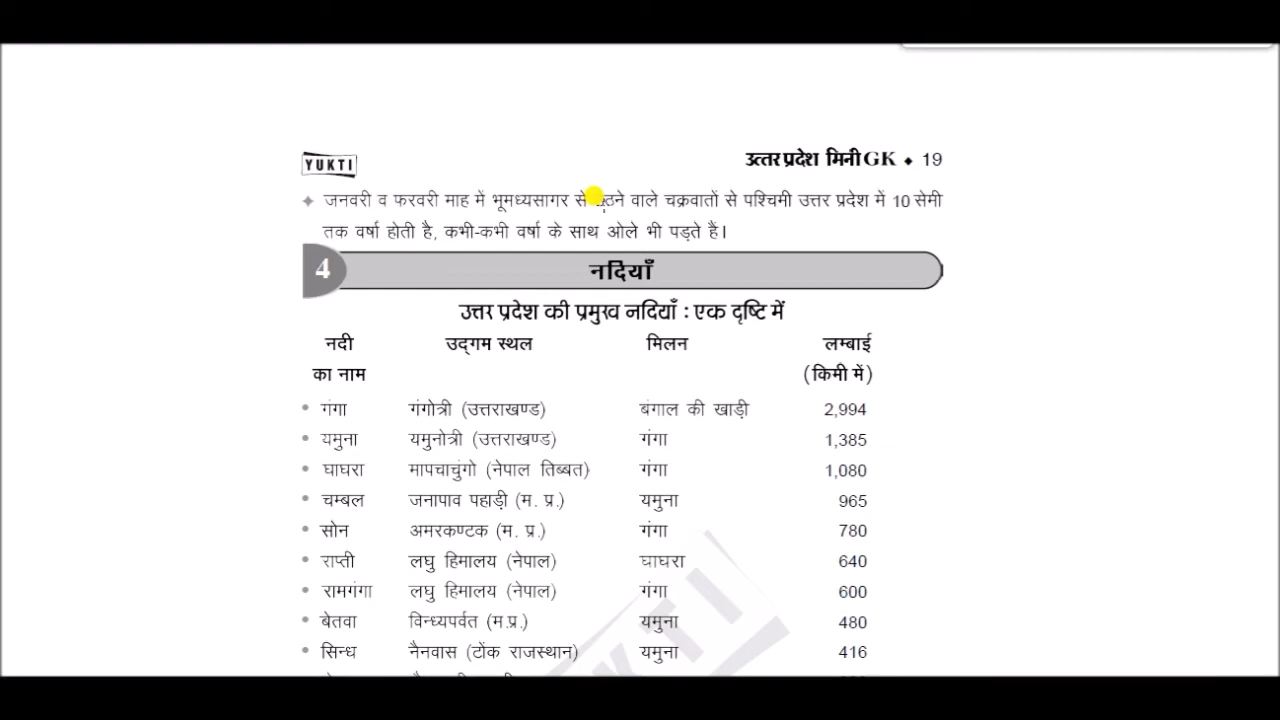 YUKTI
उत्तर प्रदेश मिनी GK ◆ 19
जनवरी व फरवरी माह में भूमध्यसागर से उठने वाले चक्रवातों से पश्चिमी उत्तर प्रदेश में 10 सेमी
तक वर्षा होती है, कभी-कभी वर्षा के साथ ओले भी पड़ते हैं।
4 नदियाँ
उत्तर प्रदेश की प्रमुख नदियाँ : एक दृष्टि में
नदी उद्गम स्थल मिलन लम्बाई
का नाम (किमी में)
• गंगा गंगोत्री (उत्तराखण्ड) बंगाल की खाड़ी 2,994
• यमुना यमुनोत्री (उत्तराखण्ड) गंगा 1,385
• घाघरा मापचाचुंगो (नेपाल तिब्बत) गंगा 1,080
• चम्बल जनापाव पहाड़ी (म. प्र.) यमुना 965
• सोन अमरकण्टक (म. प्र.) गंगा 780
• राप्ती लघु हिमालय (नेपाल) घाघरा 640
• रामगंगा लघु हिमालय (नेपाल) गंगा 600
• बेतवा विन्ध्यपर्वत (म.प्र.) यमुना 480
• सिन्ध नैनवास (टोंक राजस्थान) यमुना 416